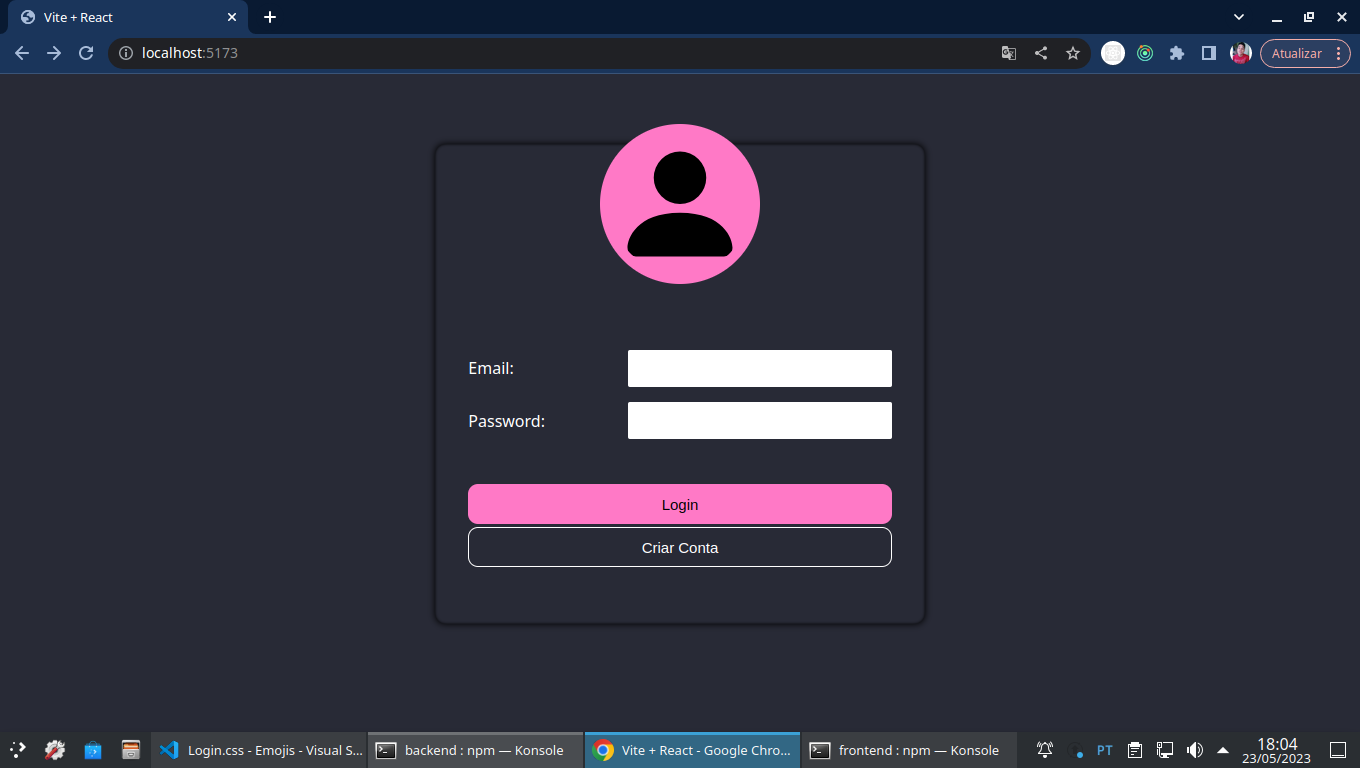 Vite + React
localhost:5173
Atualizar
Email:
Password:
Login
Criar Conta
Login.css - Emojis - Visual S...
backend : npm — Konsole
Vite + React - Google Chro...
frontend : npm — Konsole
PT
18:04
23/05/2023